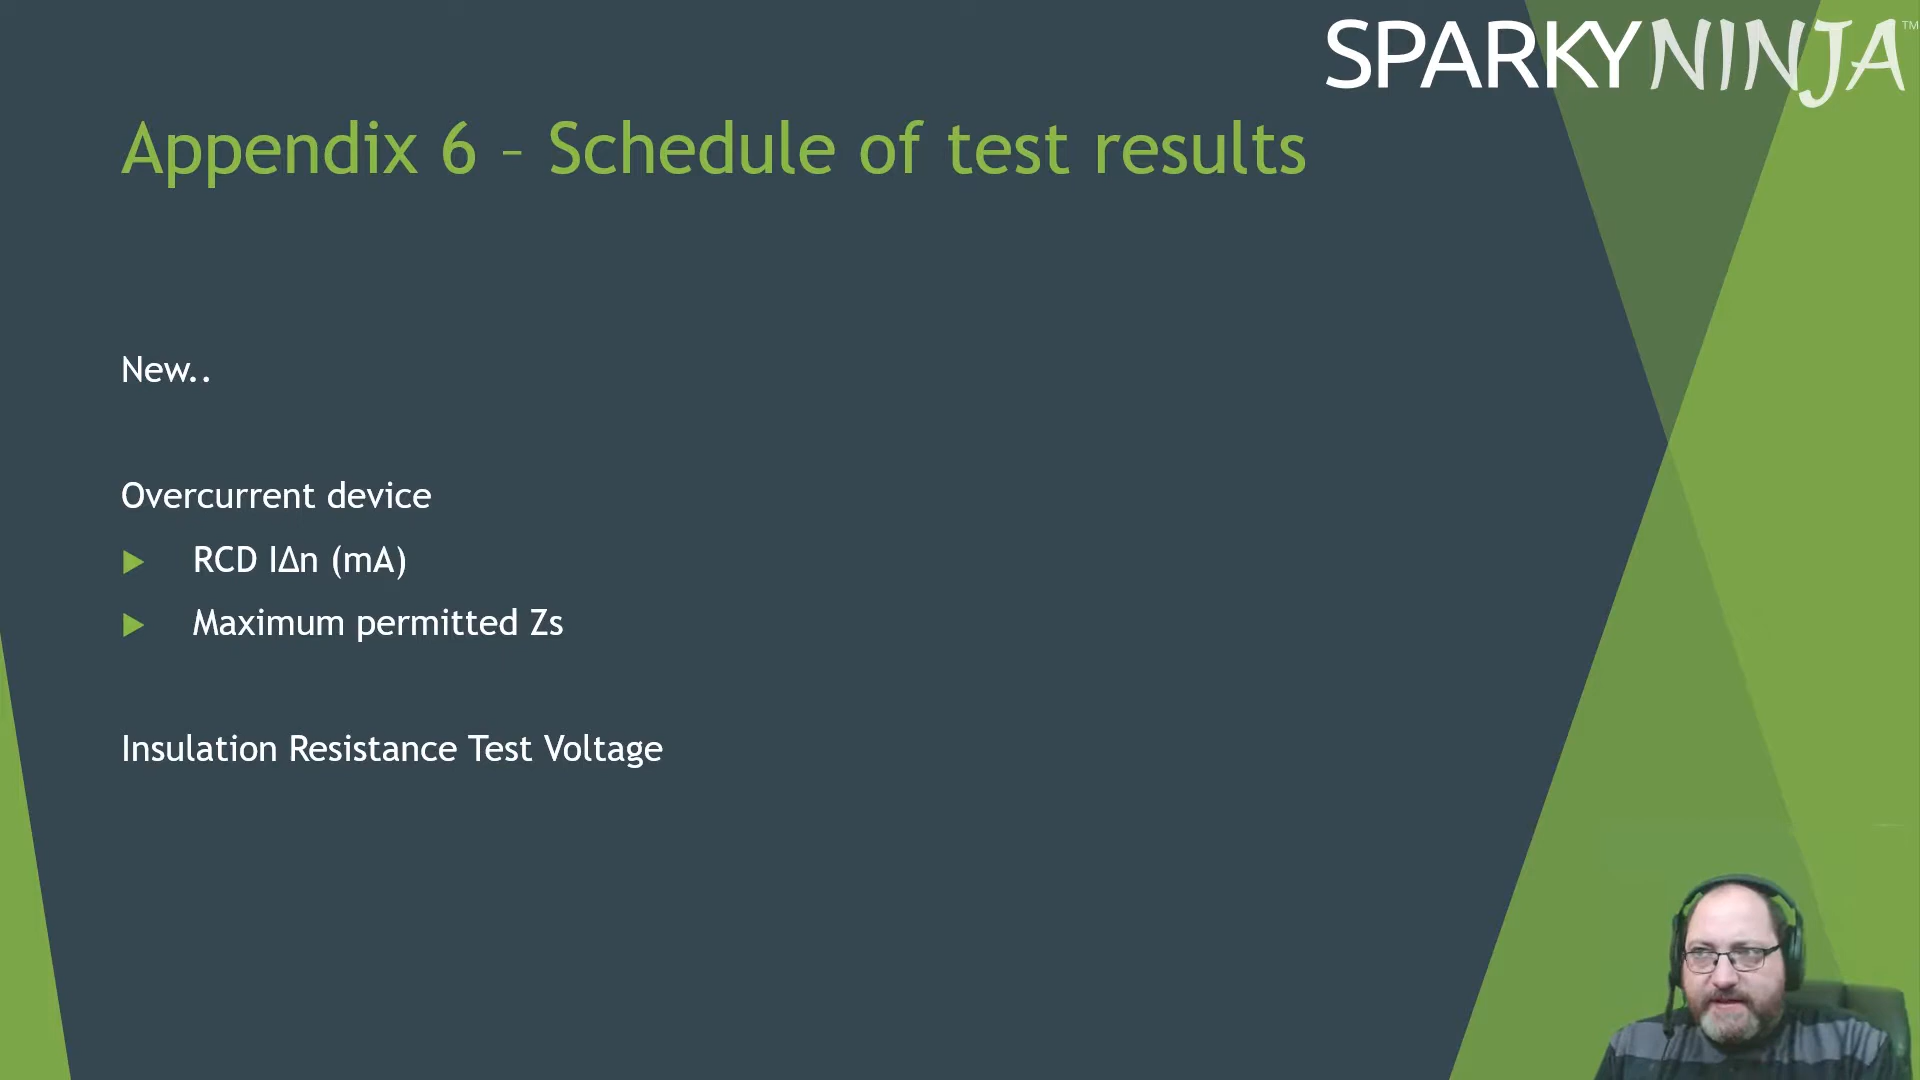 SPARKYNINJA™
Appendix 6 – Schedule of test results
New..
Overcurrent device
RCD I∆n (mA)
Maximum permitted Zs
Insulation Resistance Test Voltage